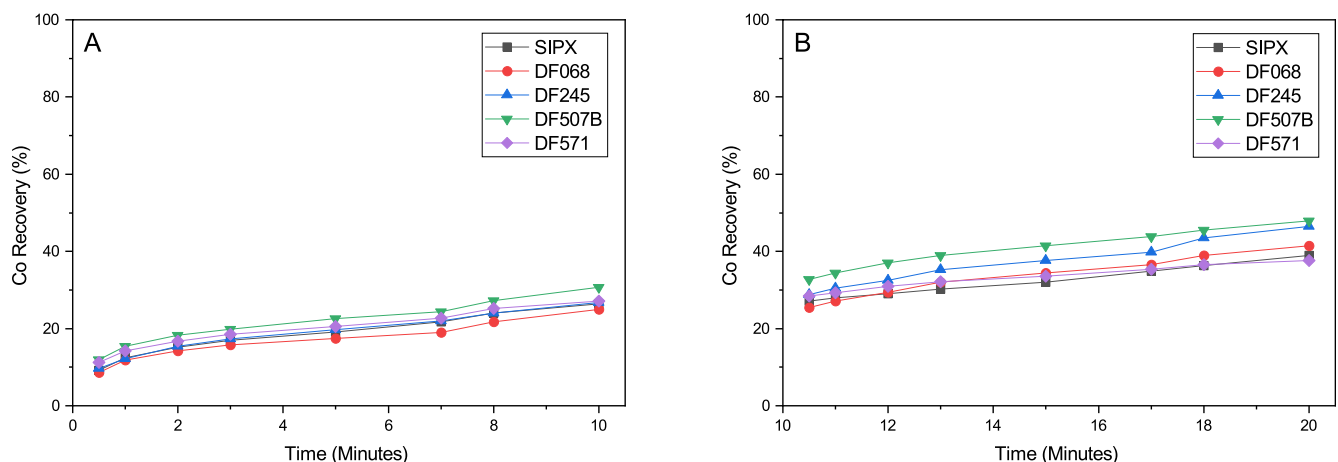 A
SIPX
DF068
DF245
DF507B
DF571
Co Recovery (%)
100
80
60
40
20
0
0 2 4 6 8 10
Time (Minutes)
B
SIPX
DF068
DF245
DF507B
DF571
Co Recovery (%)
100
80
60
40
20
0
10 12 14 16 18 20
Time (Minutes)